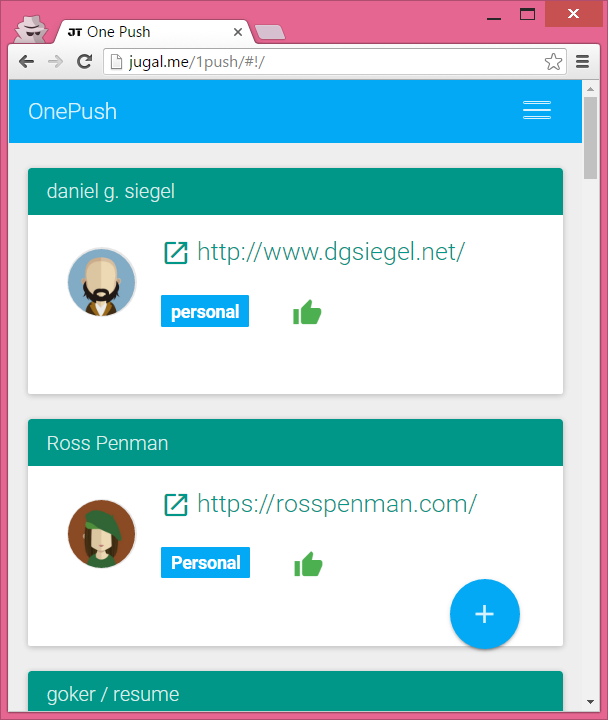 JT One Push
jugal.me/1push/#!/
OnePush
daniel g. siegel
http://www.dgsiegel.net/
personal
Ross Penman
https://rosspenman.com/
Personal
goker / resume